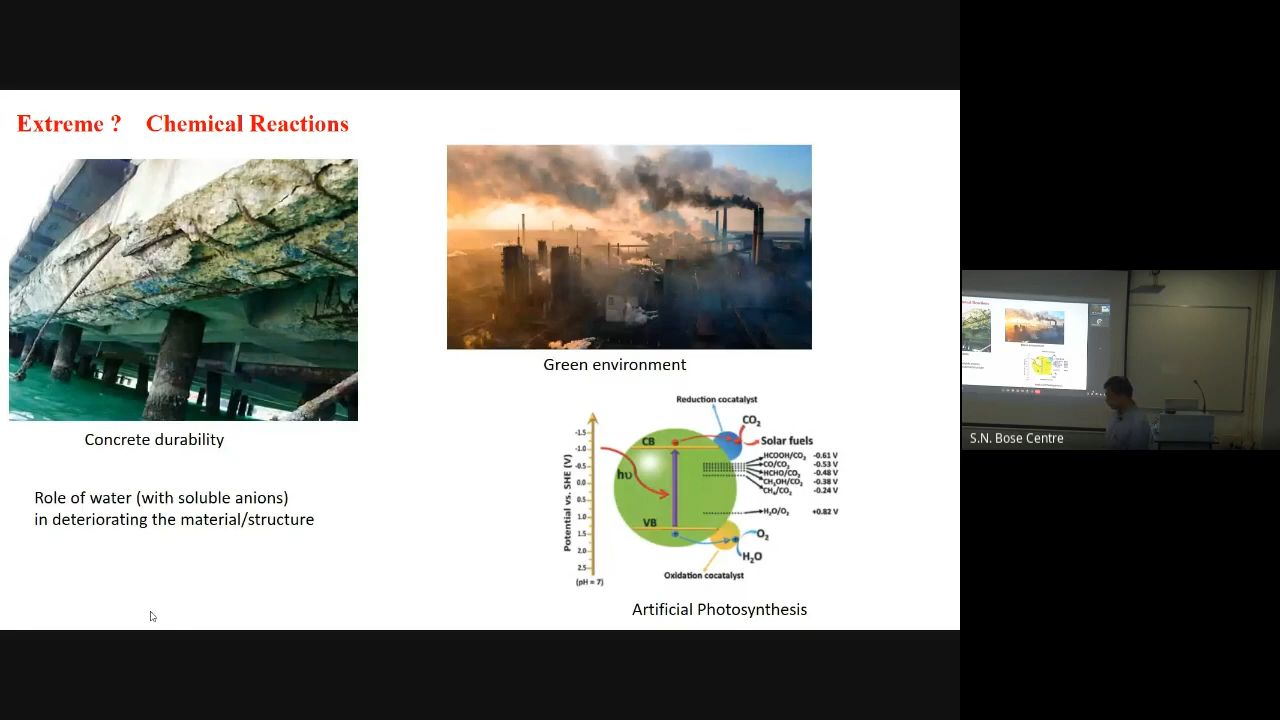 Extreme ? Chemical Reactions
Concrete durability
Role of water (with soluble anions)
in deteriorating the material/structure
Green environment
Reduction cocatalyst
CO₂
Solar fuels
CB
hυ
VB
HCOOH/CO₂ -0.61 V
CO/CO₂ -0.53 V
HCHO/CO₂ -0.48 V
CH₃OH/CO₂ -0.38 V
CH₄/CO₂ -0.24 V
H₂O/O₂ +0.82 V
O₂
H₂O
Oxidation cocatalyst
Potential vs. SHE (V)
-1.5
-1.0
-0.5
0.0
0.5
1.0
1.5
2.0
2.5
(pH = 7)
Artificial Photosynthesis
S.N. Bose Centre